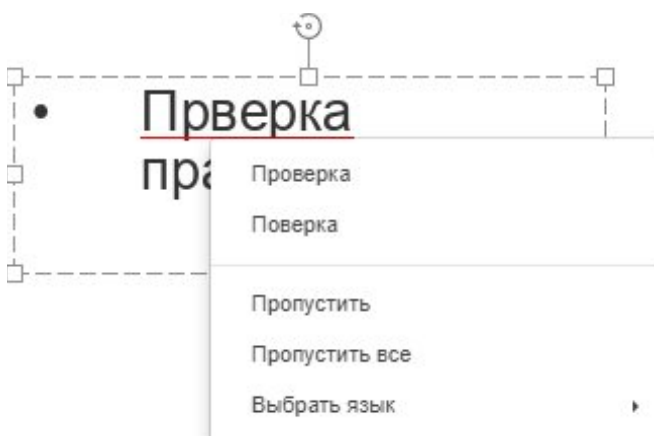 • Прверка
пра
Проверка
Поверка
Пропустить
Пропустить все
Выбрать язык